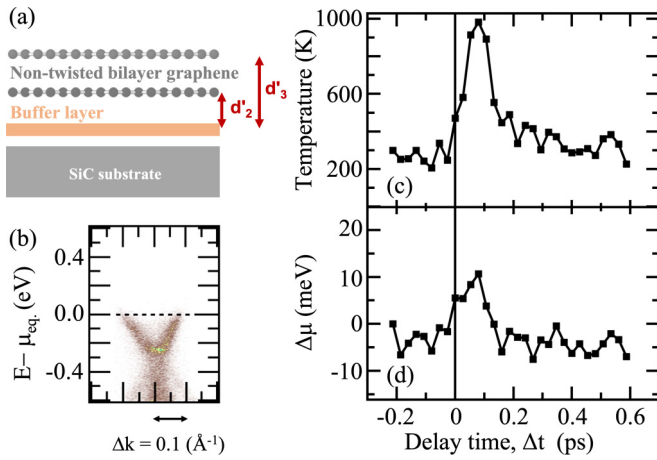 (a)
Non-twisted bilayer graphene
d'3
d'2
Buffer layer
SiC substrate
(b)
E− μeq. (eV)
0.4
0.0
-0.4
Δk = 0.1 (Å⁻¹)
Temperature (K)
1000
600
200
(c)
Δμ (meV)
20
10
0
-10
(d)
-0.2 0 0.2 0.4 0.6
Delay time, Δt (ps)